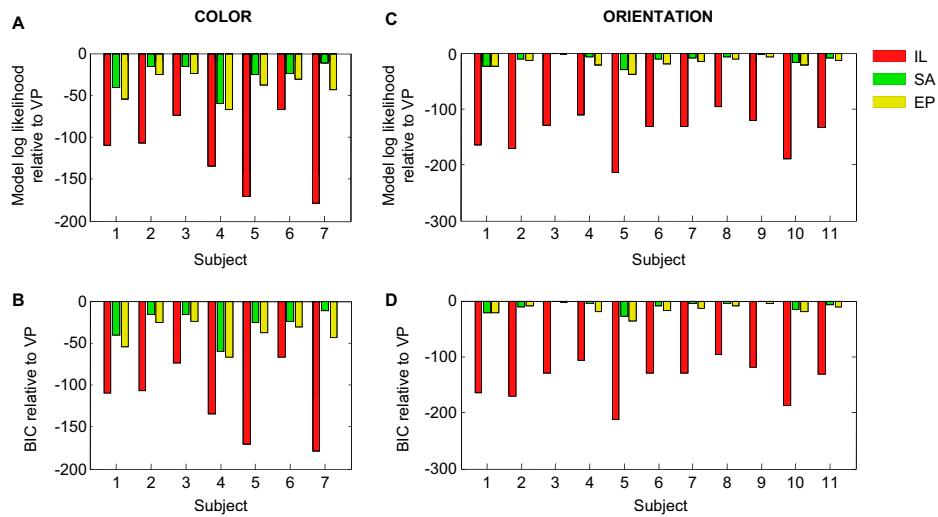 COLOR
ORIENTATION
A
C
IL
SA
EP
Model log likelihood
relative to VP
0
-50
-100
-150
-200
1 2 3 4 5 6 7
Subject
Model log likelihood
relative to VP
0
-100
-200
-300
1 2 3 4 5 6 7 8 9 10 11
Subject
B
BIC relative to VP
0
-50
-100
-150
-200
1 2 3 4 5 6 7
Subject
D
BIC relative to VP
0
-100
-200
-300
1 2 3 4 5 6 7 8 9 10 11
Subject